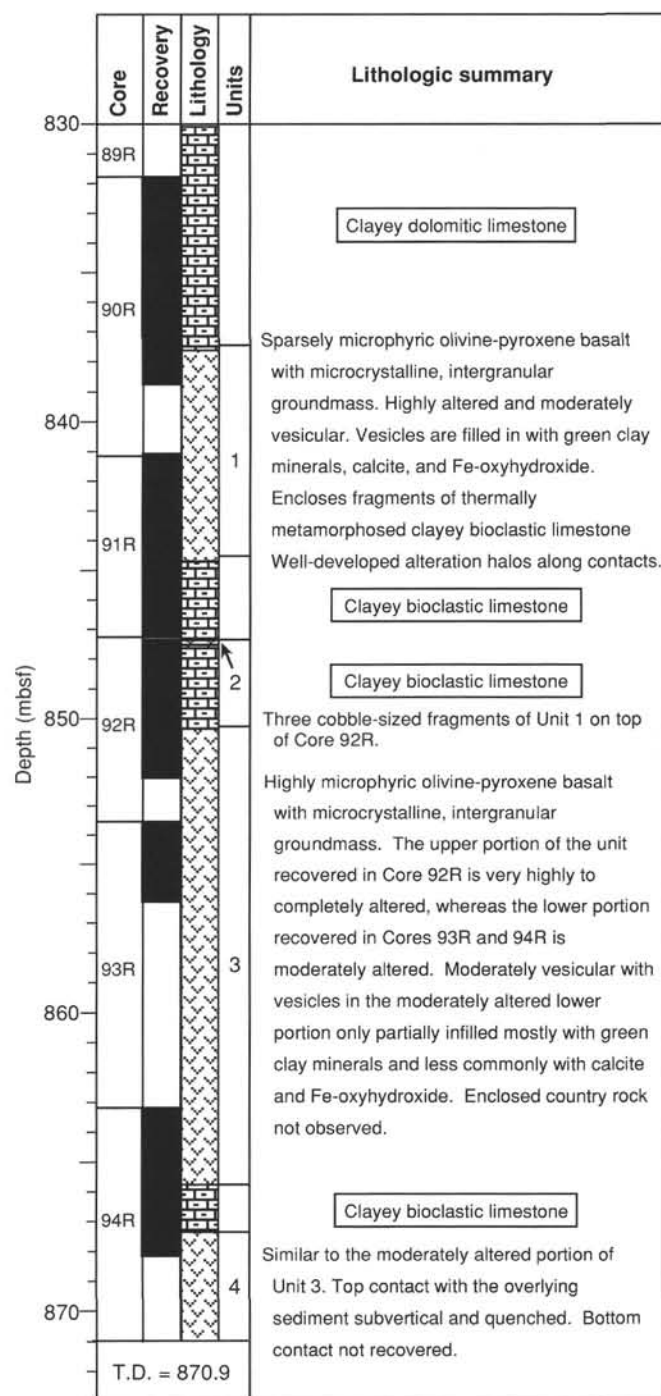 Core
Recovery
Lithology
Units
Lithologic summary
Depth (mbsf)
830
840
850
860
870
89R
90R
91R
92R
93R
94R
1
2
3
4
Clayey dolomitic limestone
Sparsely microphyric olivine-pyroxene basalt
with microcrystalline, intergranular
groundmass. Highly altered and moderately
vesicular. Vesicles are filled in with green clay
minerals, calcite, and Fe-oxyhydroxide.
Encloses fragments of thermally
metamorphosed clayey bioclastic limestone
Well-developed alteration halos along contacts.
Clayey bioclastic limestone
Clayey bioclastic limestone
Three cobble-sized fragments of Unit 1 on top
of Core 92R.
Highly microphyric olivine-pyroxene basalt
with microcrystalline, intergranular
groundmass. The upper portion of the unit
recovered in Core 92R is very highly to
completely altered, whereas the lower portion
recovered in Cores 93R and 94R is
moderately altered. Moderately vesicular with
vesicles in the moderately altered lower
portion only partially infilled mostly with green
clay minerals and less commonly with calcite
and Fe-oxyhydroxide. Enclosed country rock
not observed.
Clayey bioclastic limestone
Similar to the moderately altered portion of
Unit 3. Top contact with the overlying
sediment subvertical and quenched. Bottom
contact not recovered.
T.D. = 870.9